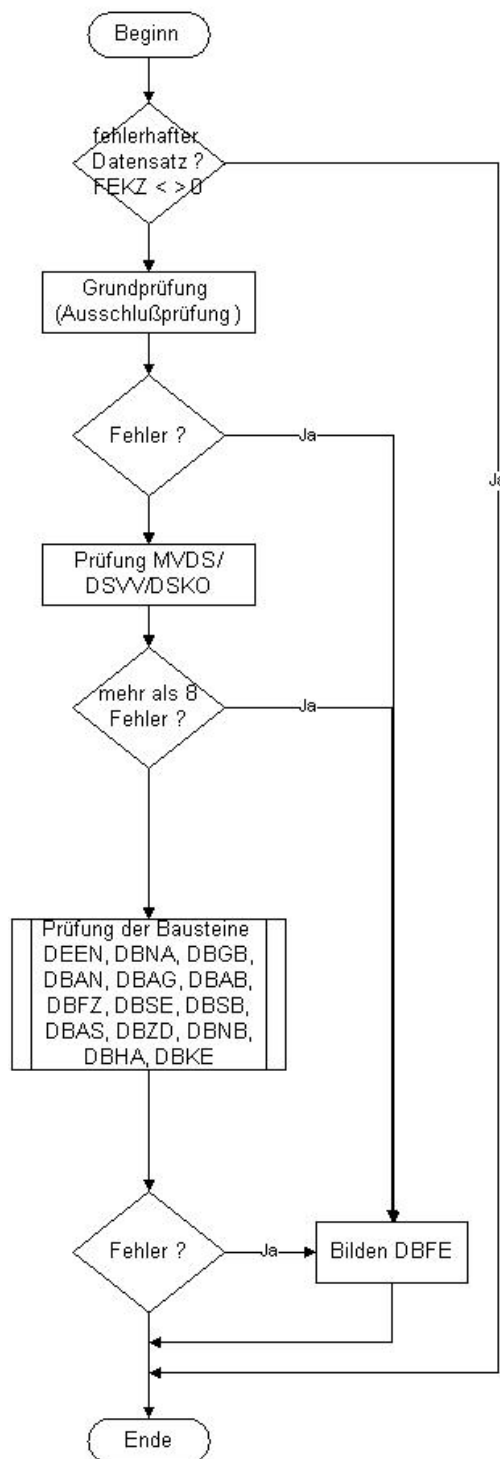 Beginn
fehlerhafter
Datensatz ?
FEKZ < > 0
Grundprüfung
(Ausschlußprüfung )
Fehler ?
Ja
Ja
Prüfung MVDS/
DSVV/DSKO
mehr als 8
Fehler ?
Ja
Prüfung der Bausteine
DEEN, DBNA, DBGB,
DBAN, DBAG, DBAB,
DBFZ, DBSE, DBSB,
DBAS, DBZD, DBNB,
DBHA, DBKE
Fehler ?
Ja
Bilden DBFE
Ende